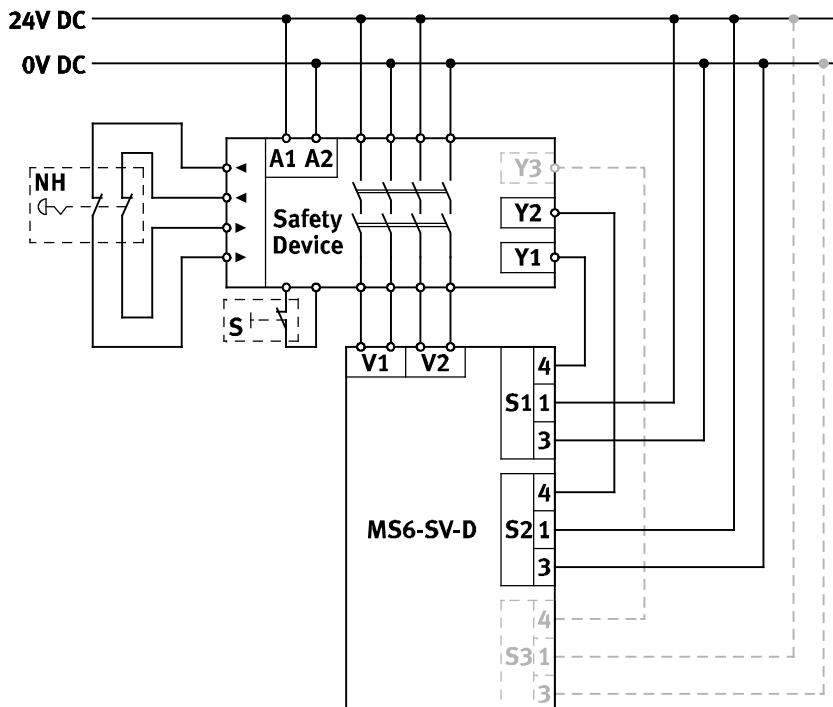 24V DC
0V DC
A1 A2
Y3
NH
Y2
Safety
Device
Y1
S
V1 V2
4
S1 1
3
4
MS6-SV-D S2 1
3
4
S3 1
3